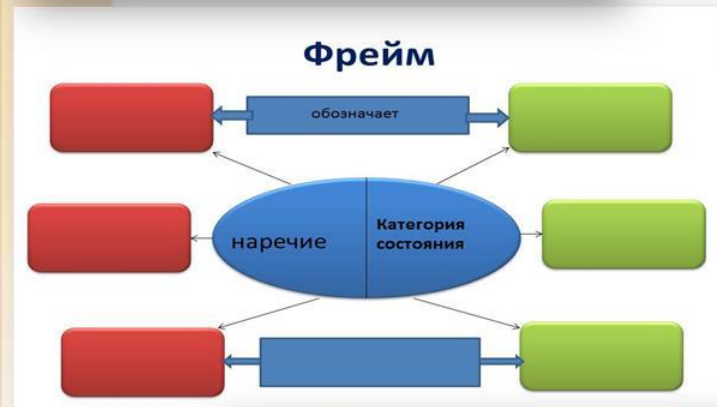 Фрейм
обозначает
наречие
Категория
состояния